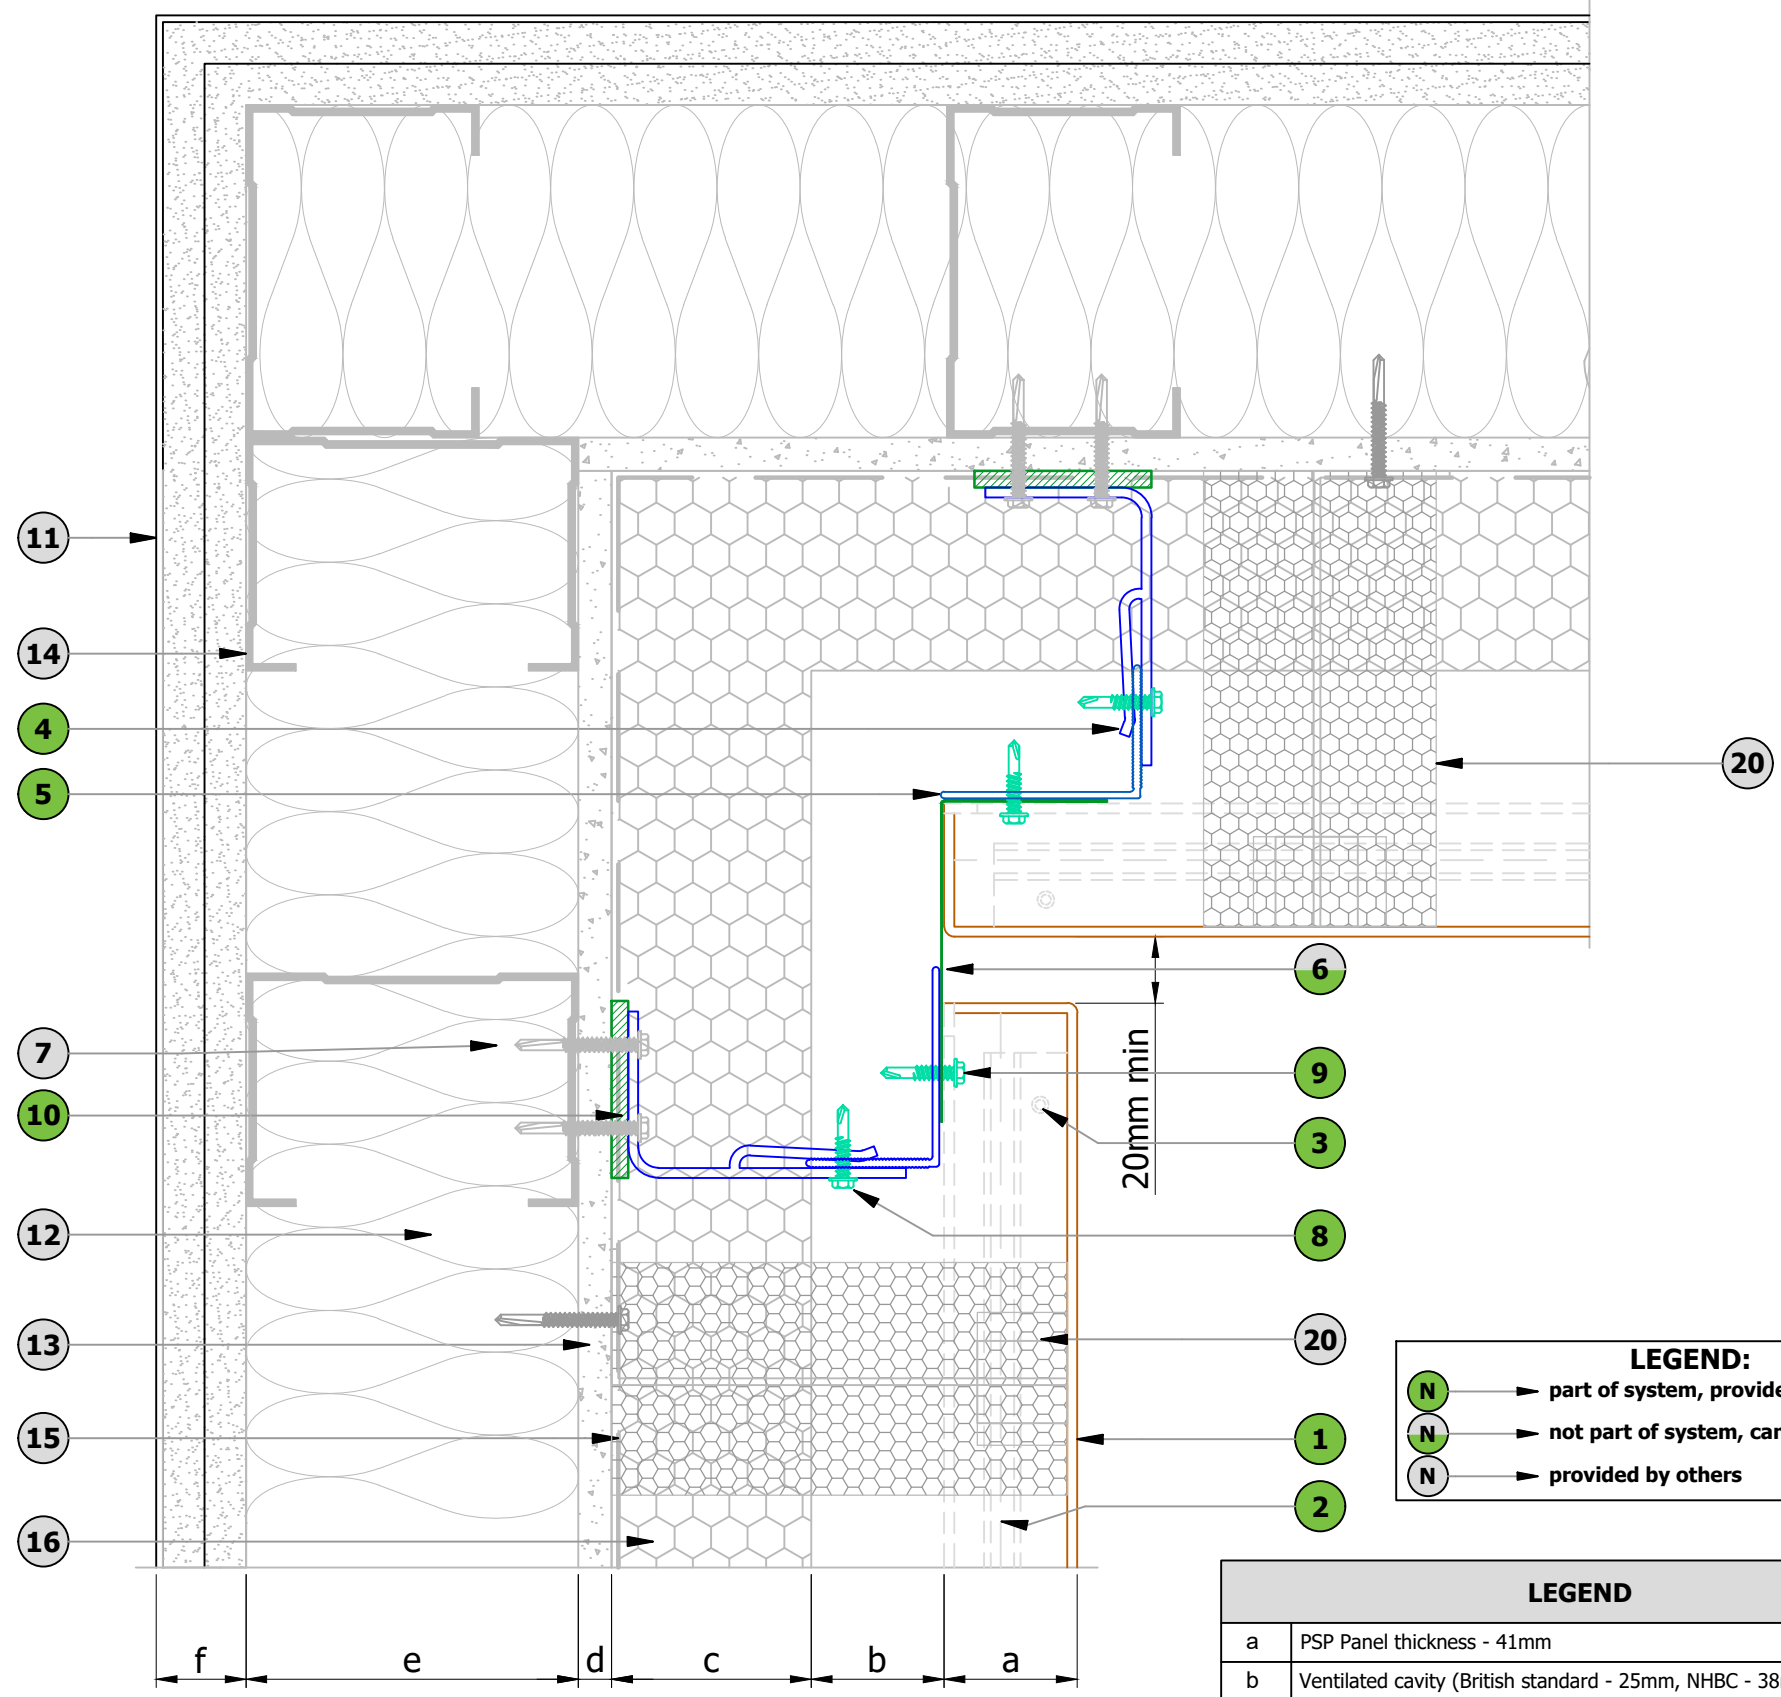 11
14
4
5
20
6
7
9
10
3
20mm min
8
12
13
20
15
1
2
16
LEGEND:
N part of system, provide
N not part of system, car
N provided by others
LEGEND
a PSP Panel thickness - 41mm
b Ventilated cavity (British standard - 25mm, NHBC - 38
f e d c b a